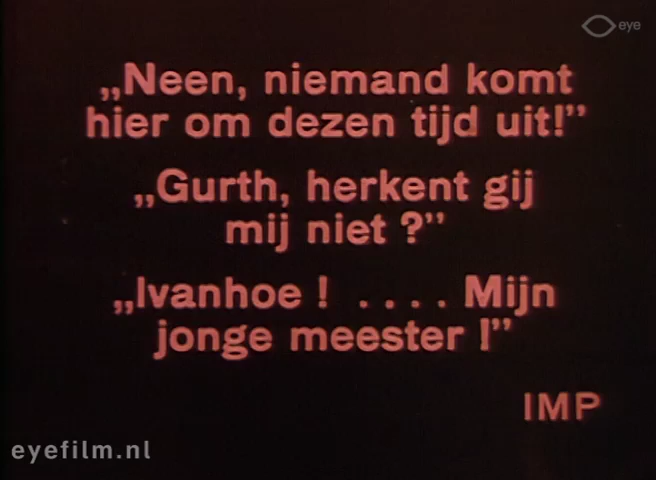 eye
„Neen, niemand komt
hier om dezen tijd uit!”
„Gurth, herkent gij
mij niet ?”
„Ivanhoe ! .... Mijn
jonge meester !”
IMP
eyefilm.nl